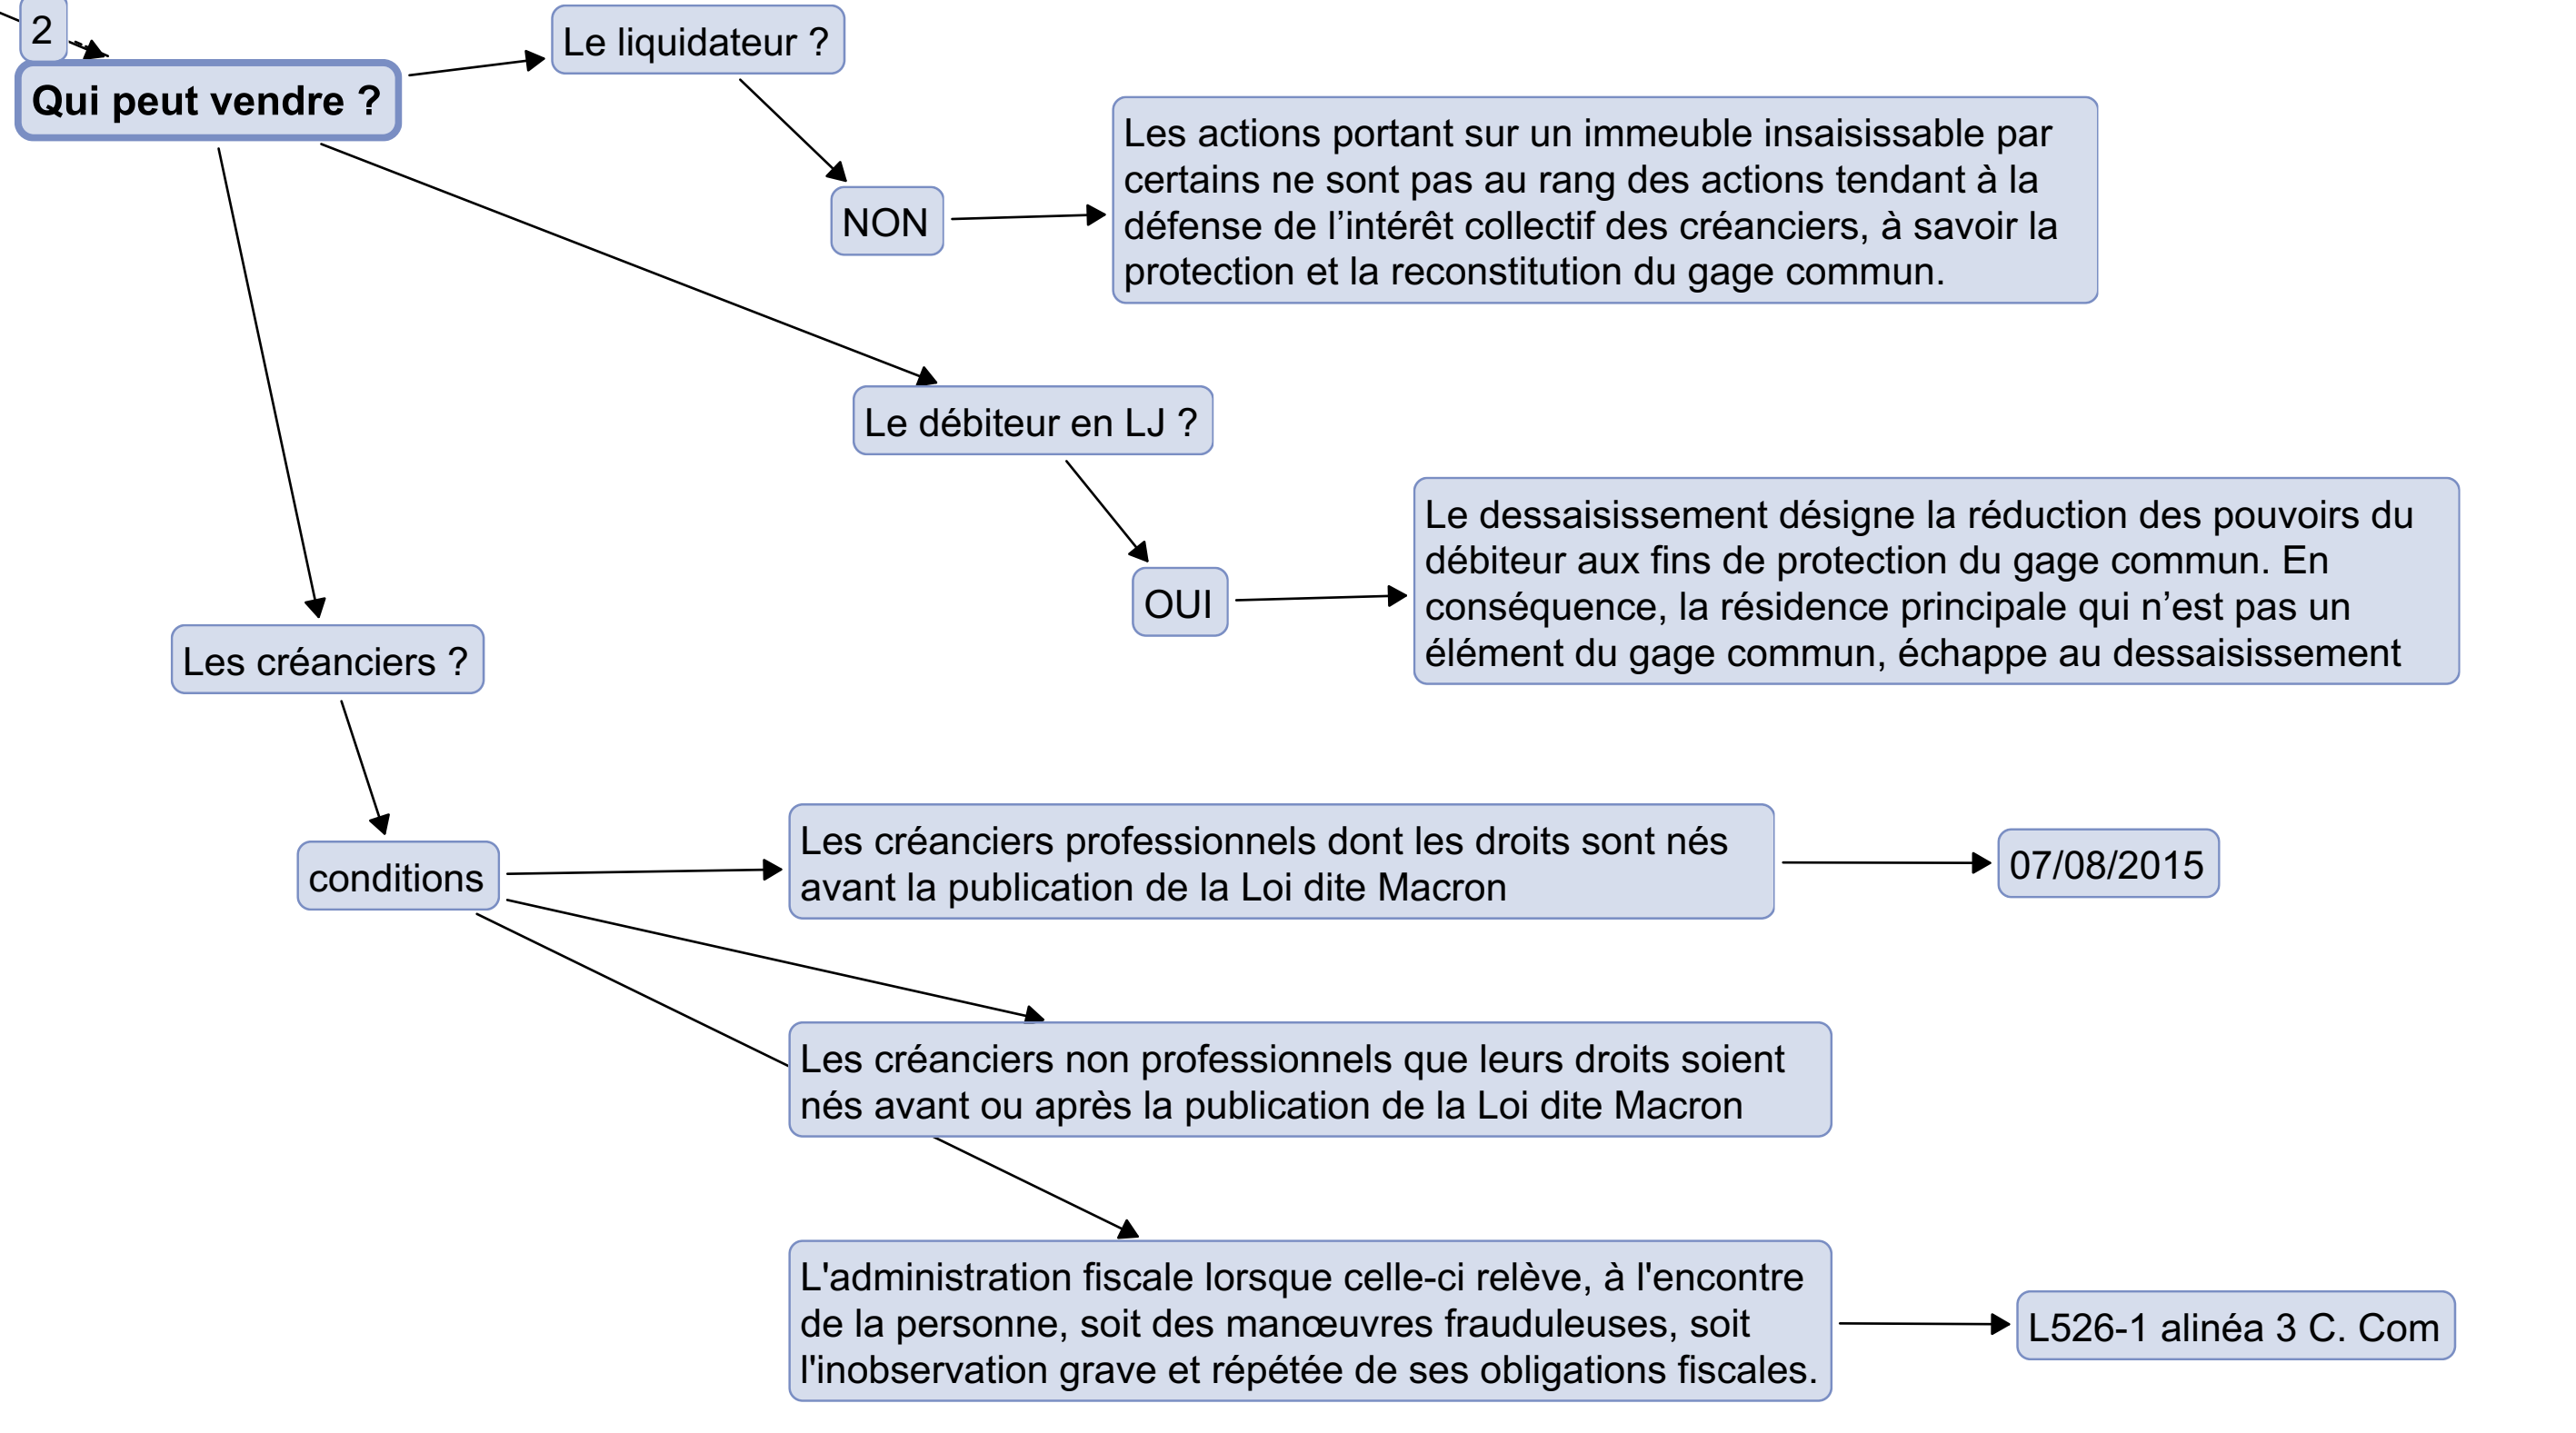 2
Qui peut vendre ?
Le liquidateur ?
NON
Les actions portant sur un immeuble insaisissable par
certains ne sont pas au rang des actions tendant à la
défense de l’intérêt collectif des créanciers, à savoir la
protection et la reconstitution du gage commun.
Le débiteur en LJ ?
OUI
Le dessaisissement désigne la réduction des pouvoirs du
débiteur aux fins de protection du gage commun. En
conséquence, la résidence principale qui n’est pas un
élément du gage commun, échappe au dessaisissement
Les créanciers ?
conditions
Les créanciers professionnels dont les droits sont nés
avant la publication de la Loi dite Macron
07/08/2015
Les créanciers non professionnels que leurs droits soient
nés avant ou après la publication de la Loi dite Macron
L'administration fiscale lorsque celle-ci relève, à l'encontre
de la personne, soit des manœuvres frauduleuses, soit
l'inobservation grave et répétée de ses obligations fiscales.
L526-1 alinéa 3 C. Com